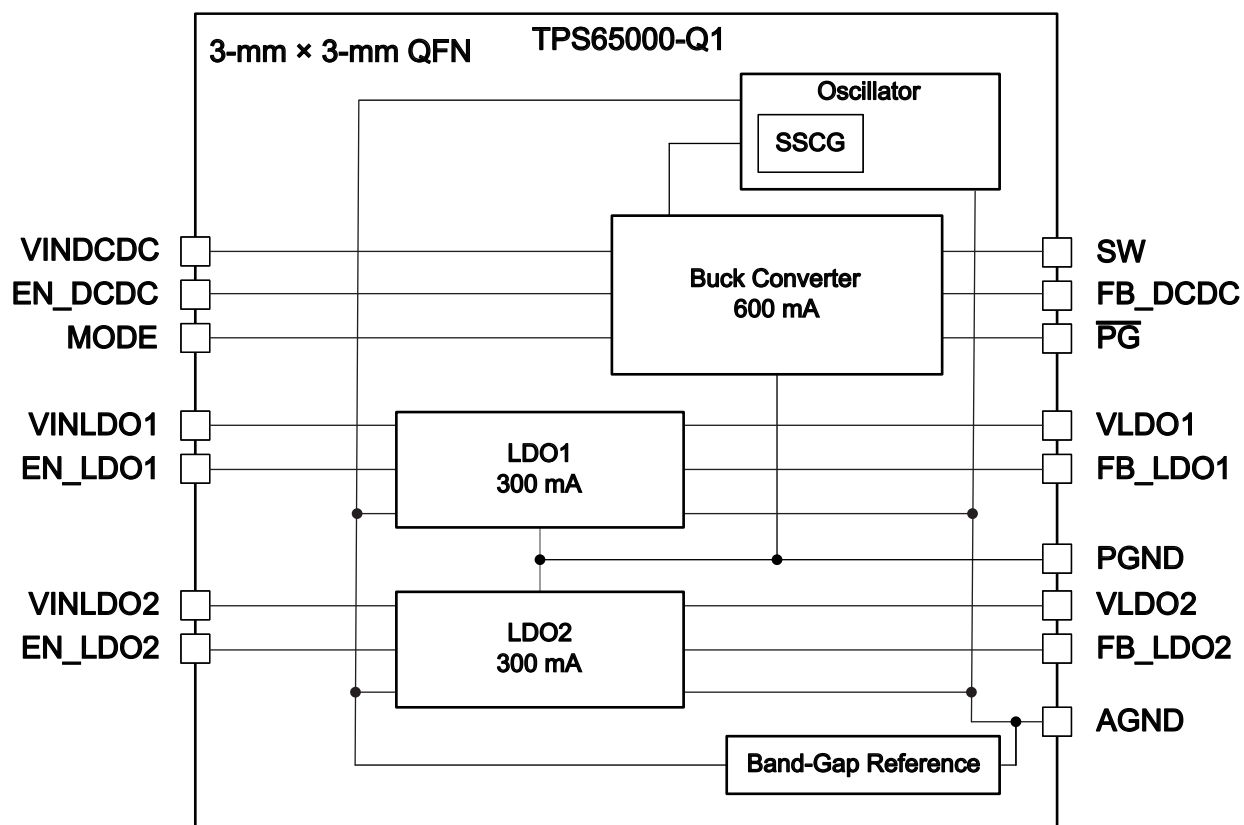 TPS65000-Q1
3-mm × 3-mm QFN
Oscillator
SSCG
VINDCDC
EN_DCDC
MODE
Buck Converter
600 mA
SW
FB_DCDC
P̅G̅
VINLDO1
EN_LDO1
LDO1
300 mA
VLDO1
FB_LDO1
PGND
VINLDO2
EN_LDO2
LDO2
300 mA
VLDO2
FB_LDO2
AGND
Band-Gap Reference